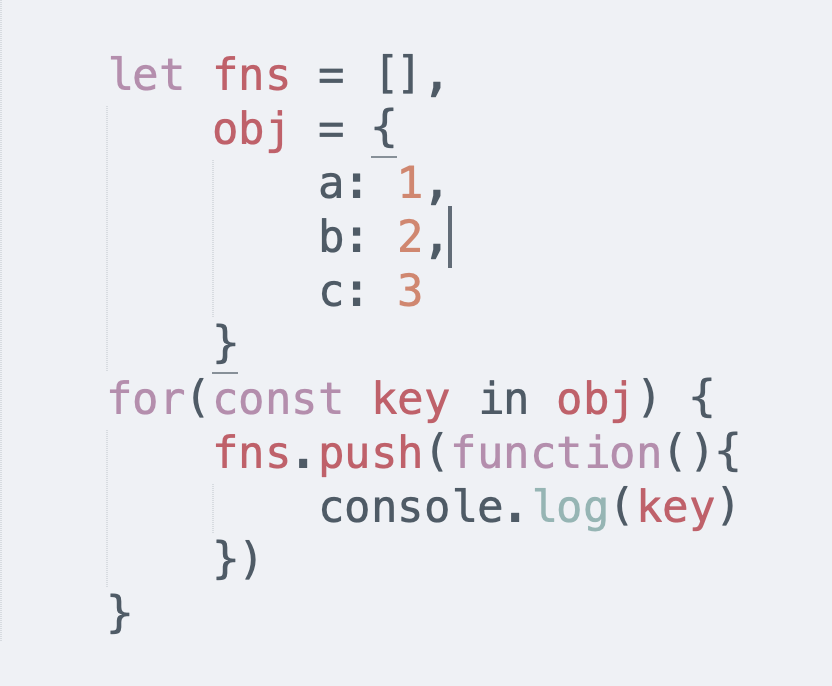 let fns = [],
    obj = {
        a: 1,
        b: 2,
        c: 3
    }
for(const key in obj) {
    fns.push(function(){
        console.log(key)
    })
}